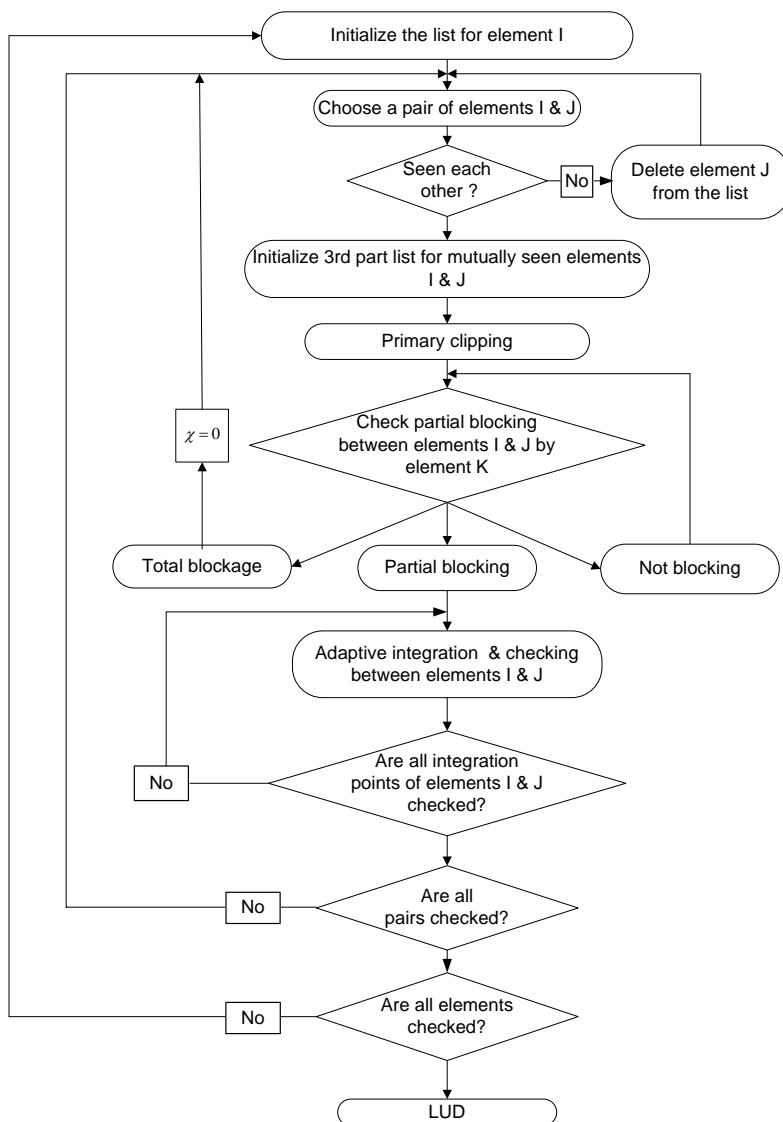 Initialize the list for element I
Choose a pair of elements I & J
Seen each
other ?
No
Delete element J
from the list
Initialize 3rd part list for mutually seen elements
I & J
Primary clipping
Check partial blocking
between elements I & J by
element K
χ = 0
Total blockage
Partial blocking
Not blocking
Adaptive integration & checking
between elements I & J
Are all integration
points of elements I & J
checked?
No
Are all
pairs checked?
No
Are all elements
checked?
No
LUD